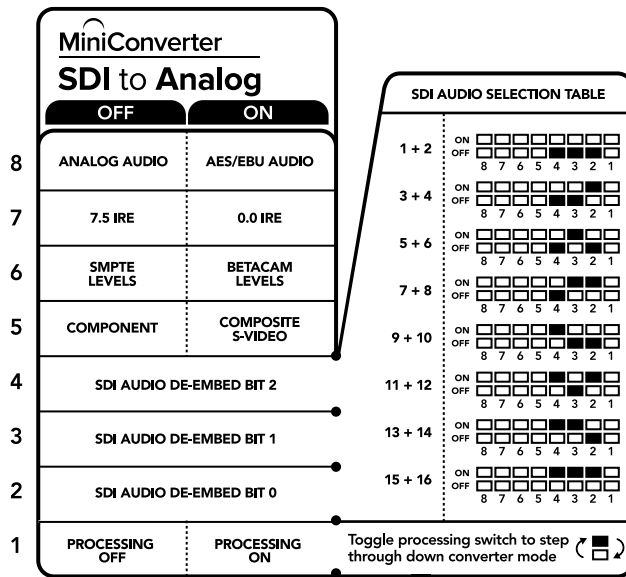 MiniConverter
SDI to Analog
OFF ON
8 ANALOG AUDIO AES/EBU AUDIO
7 7.5 IRE 0.0 IRE
6 SMPTE LEVELS BETACAM LEVELS
5 COMPONENT COMPOSITE S-VIDEO
4 SDI AUDIO DE-EMBED BIT 2
3 SDI AUDIO DE-EMBED BIT 1
2 SDI AUDIO DE-EMBED BIT 0
1 PROCESSING OFF PROCESSING ON
SDI AUDIO SELECTION TABLE
1 + 2 ON
OFF
8 7 6 5 4 3 2 1
3 + 4 ON
OFF
8 7 6 5 4 3 2 1
5 + 6 ON
OFF
8 7 6 5 4 3 2 1
7 + 8 ON
OFF
8 7 6 5 4 3 2 1
9 + 10 ON
OFF
8 7 6 5 4 3 2 1
11 + 12 ON
OFF
8 7 6 5 4 3 2 1
13 + 14 ON
OFF
8 7 6 5 4 3 2 1
15 + 16 ON
OFF
8 7 6 5 4 3 2 1
Toggle processing switch to step
through down converter mode